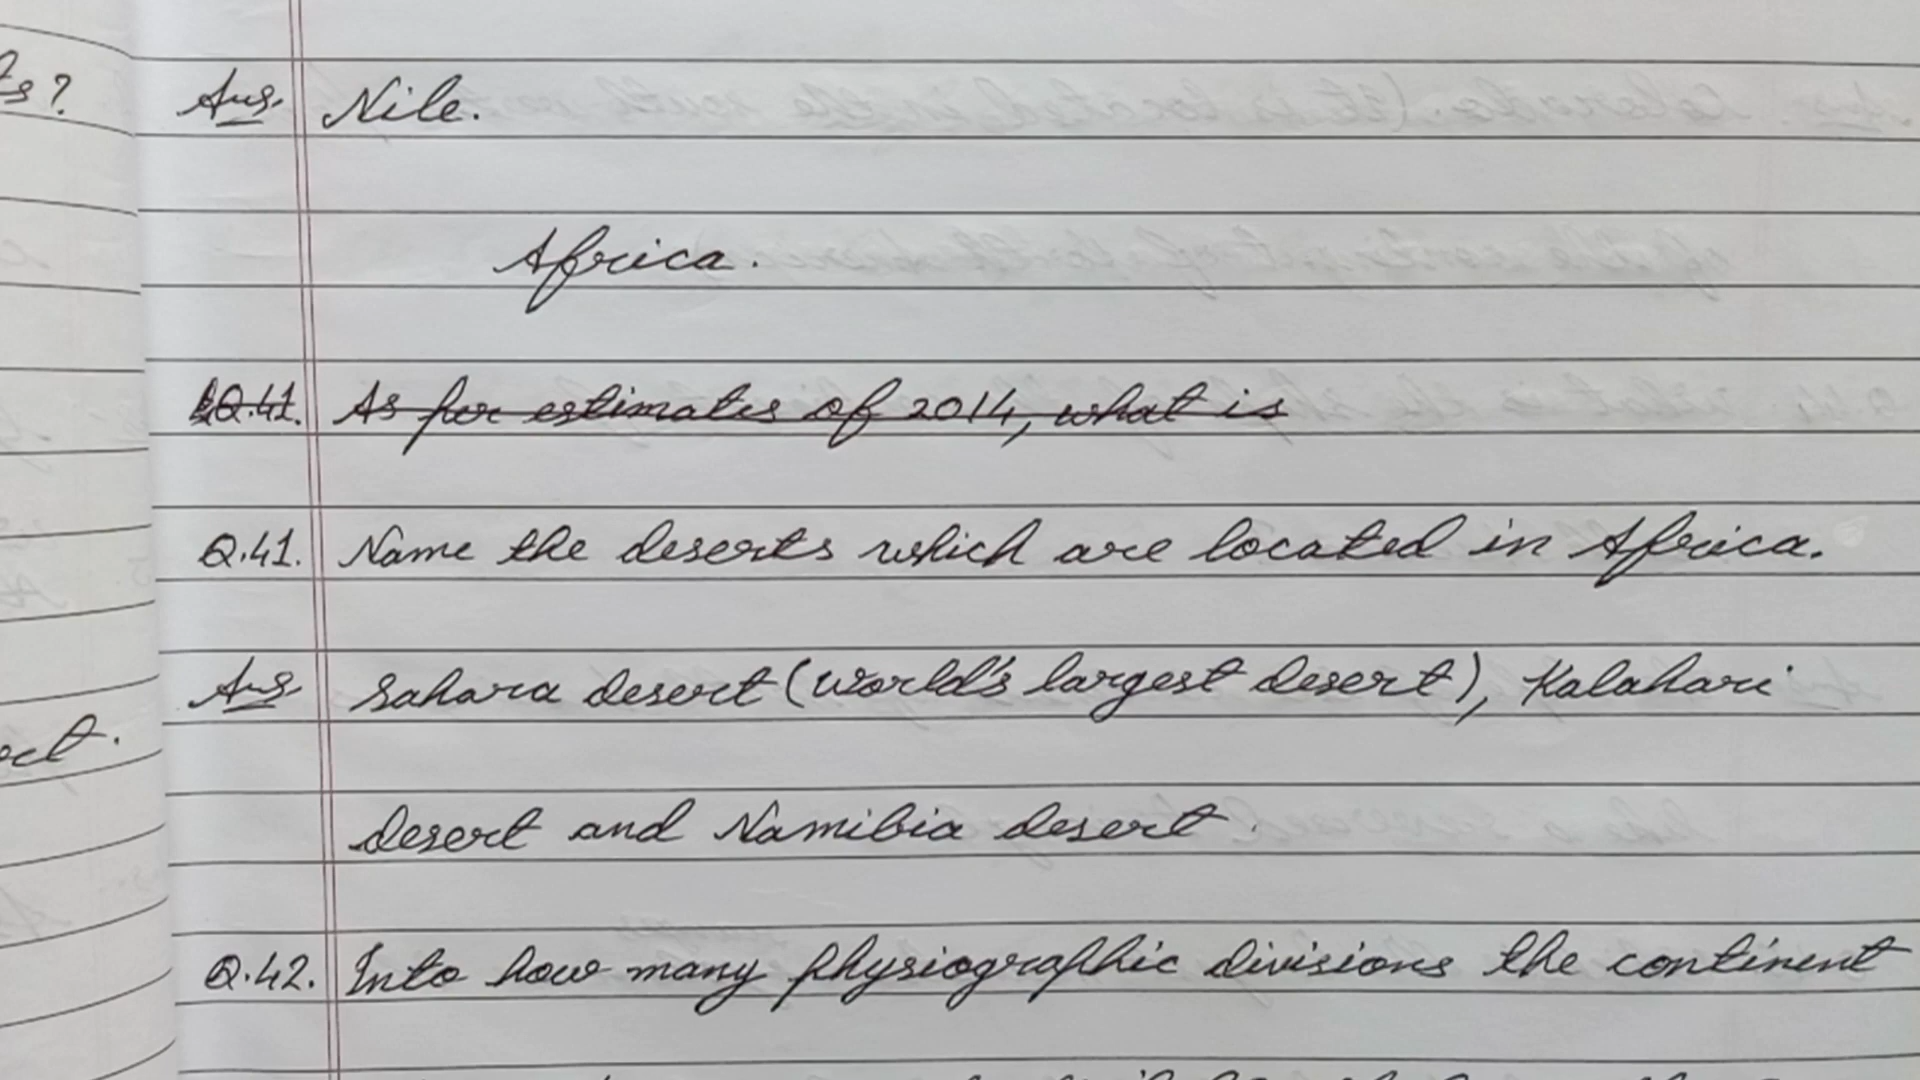 Ans. Nile.
Africa.
Q.41. As per estimates of 2014, what is
Q.41. Name the deserts which are located in Africa.
Ans Sahara desert (World's largest desert), Kalahari
desert and Namibia desert.
Q.42. Into how many physiographic divisions the continent